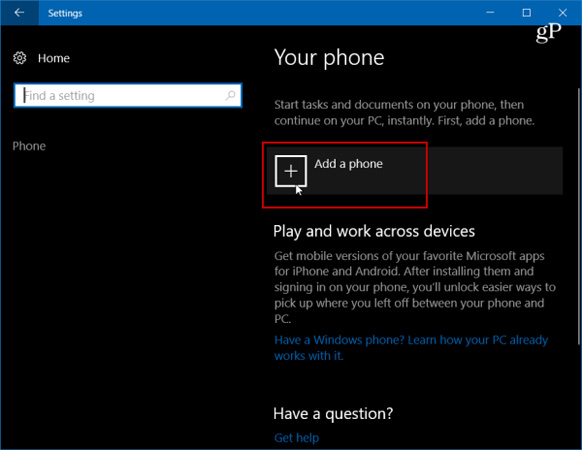 Settings
gP
Home
Your phone
Find a setting
Start tasks and documents on your phone, then
continue on your PC, instantly. First, add a phone.
Phone
Add a phone
Play and work across devices
Get mobile versions of your favorite Microsoft apps
for iPhone and Android. After installing them and
signing in on your phone, you'll unlock easier ways to
pick up where you left off between your phone and
PC.
Have a Windows phone? Learn how your PC already
works with it.
Have a question?
Get help